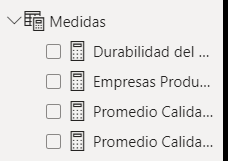 Medidas
Durabilidad del ...
Empresas Produ...
Promedio Calida...
Promedio Calida...